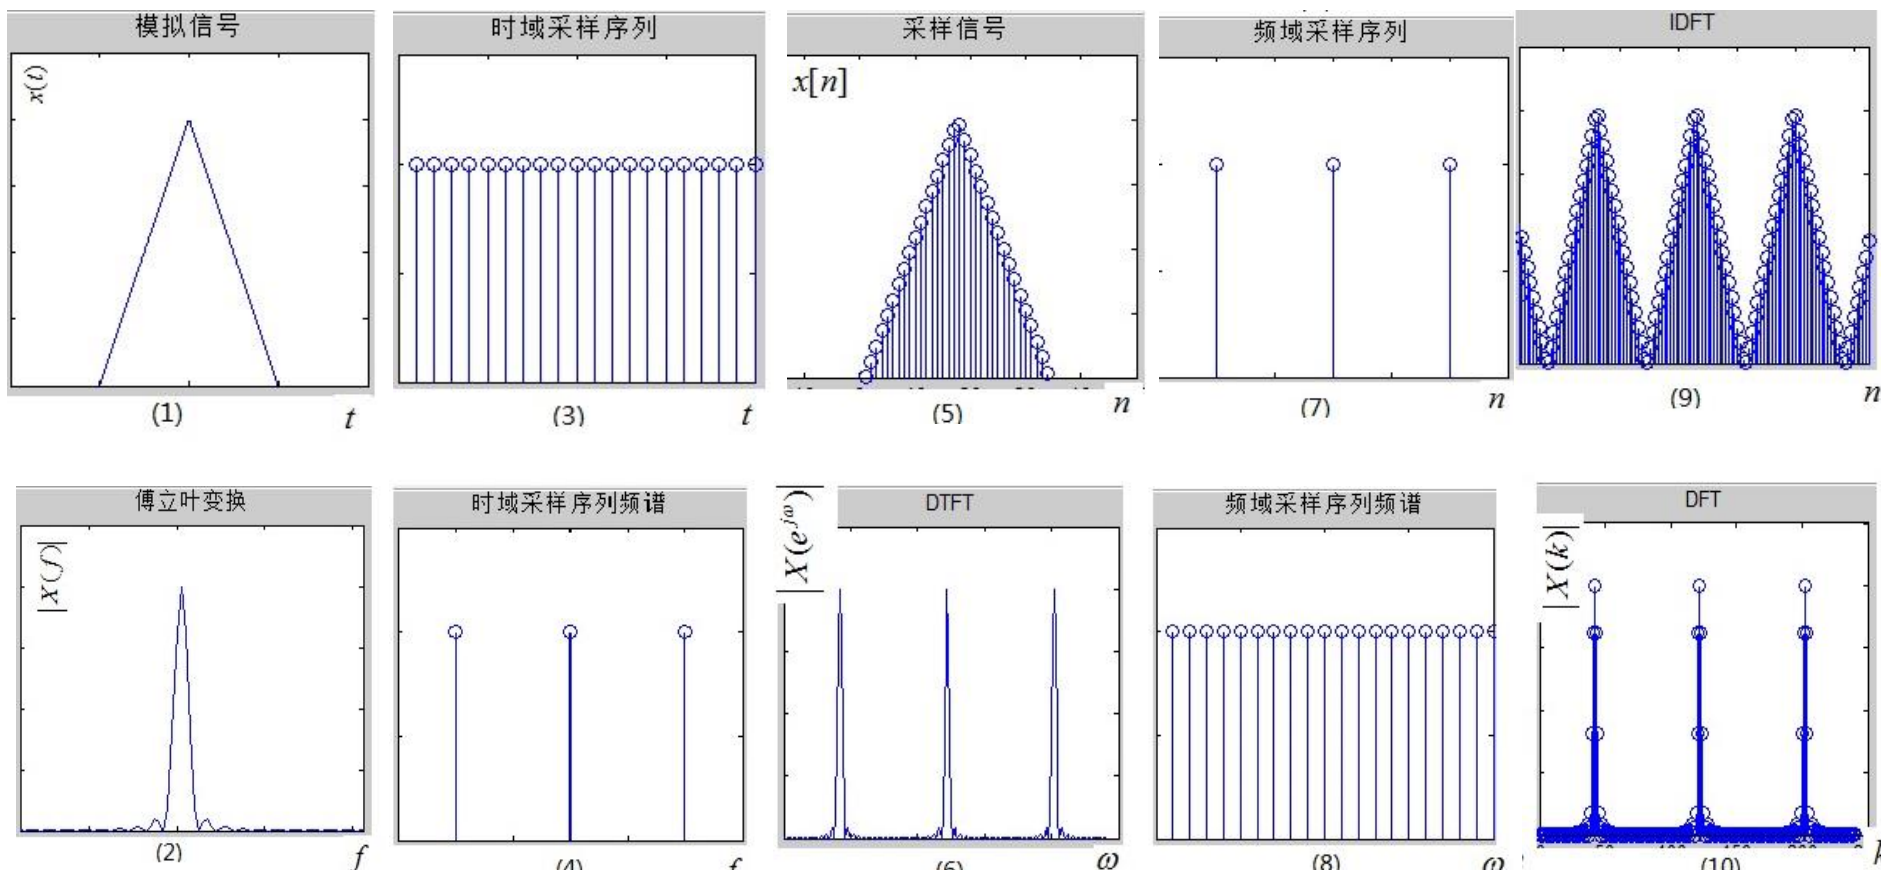 模拟信号
x(t)
(1)
t
时域采样序列
(3)
t
采样信号
x[n]
(5)
n
频域采样序列
(7)
n
IDFT
(9)
n
傅立叶变换
|X(f)|
(2)
f
时域采样序列频谱
(4)
f
DTFT
|X(e^{jω})|
(6)
ω
频域采样序列频谱
(8)
ω
DFT
|X(k)|
(10)
k